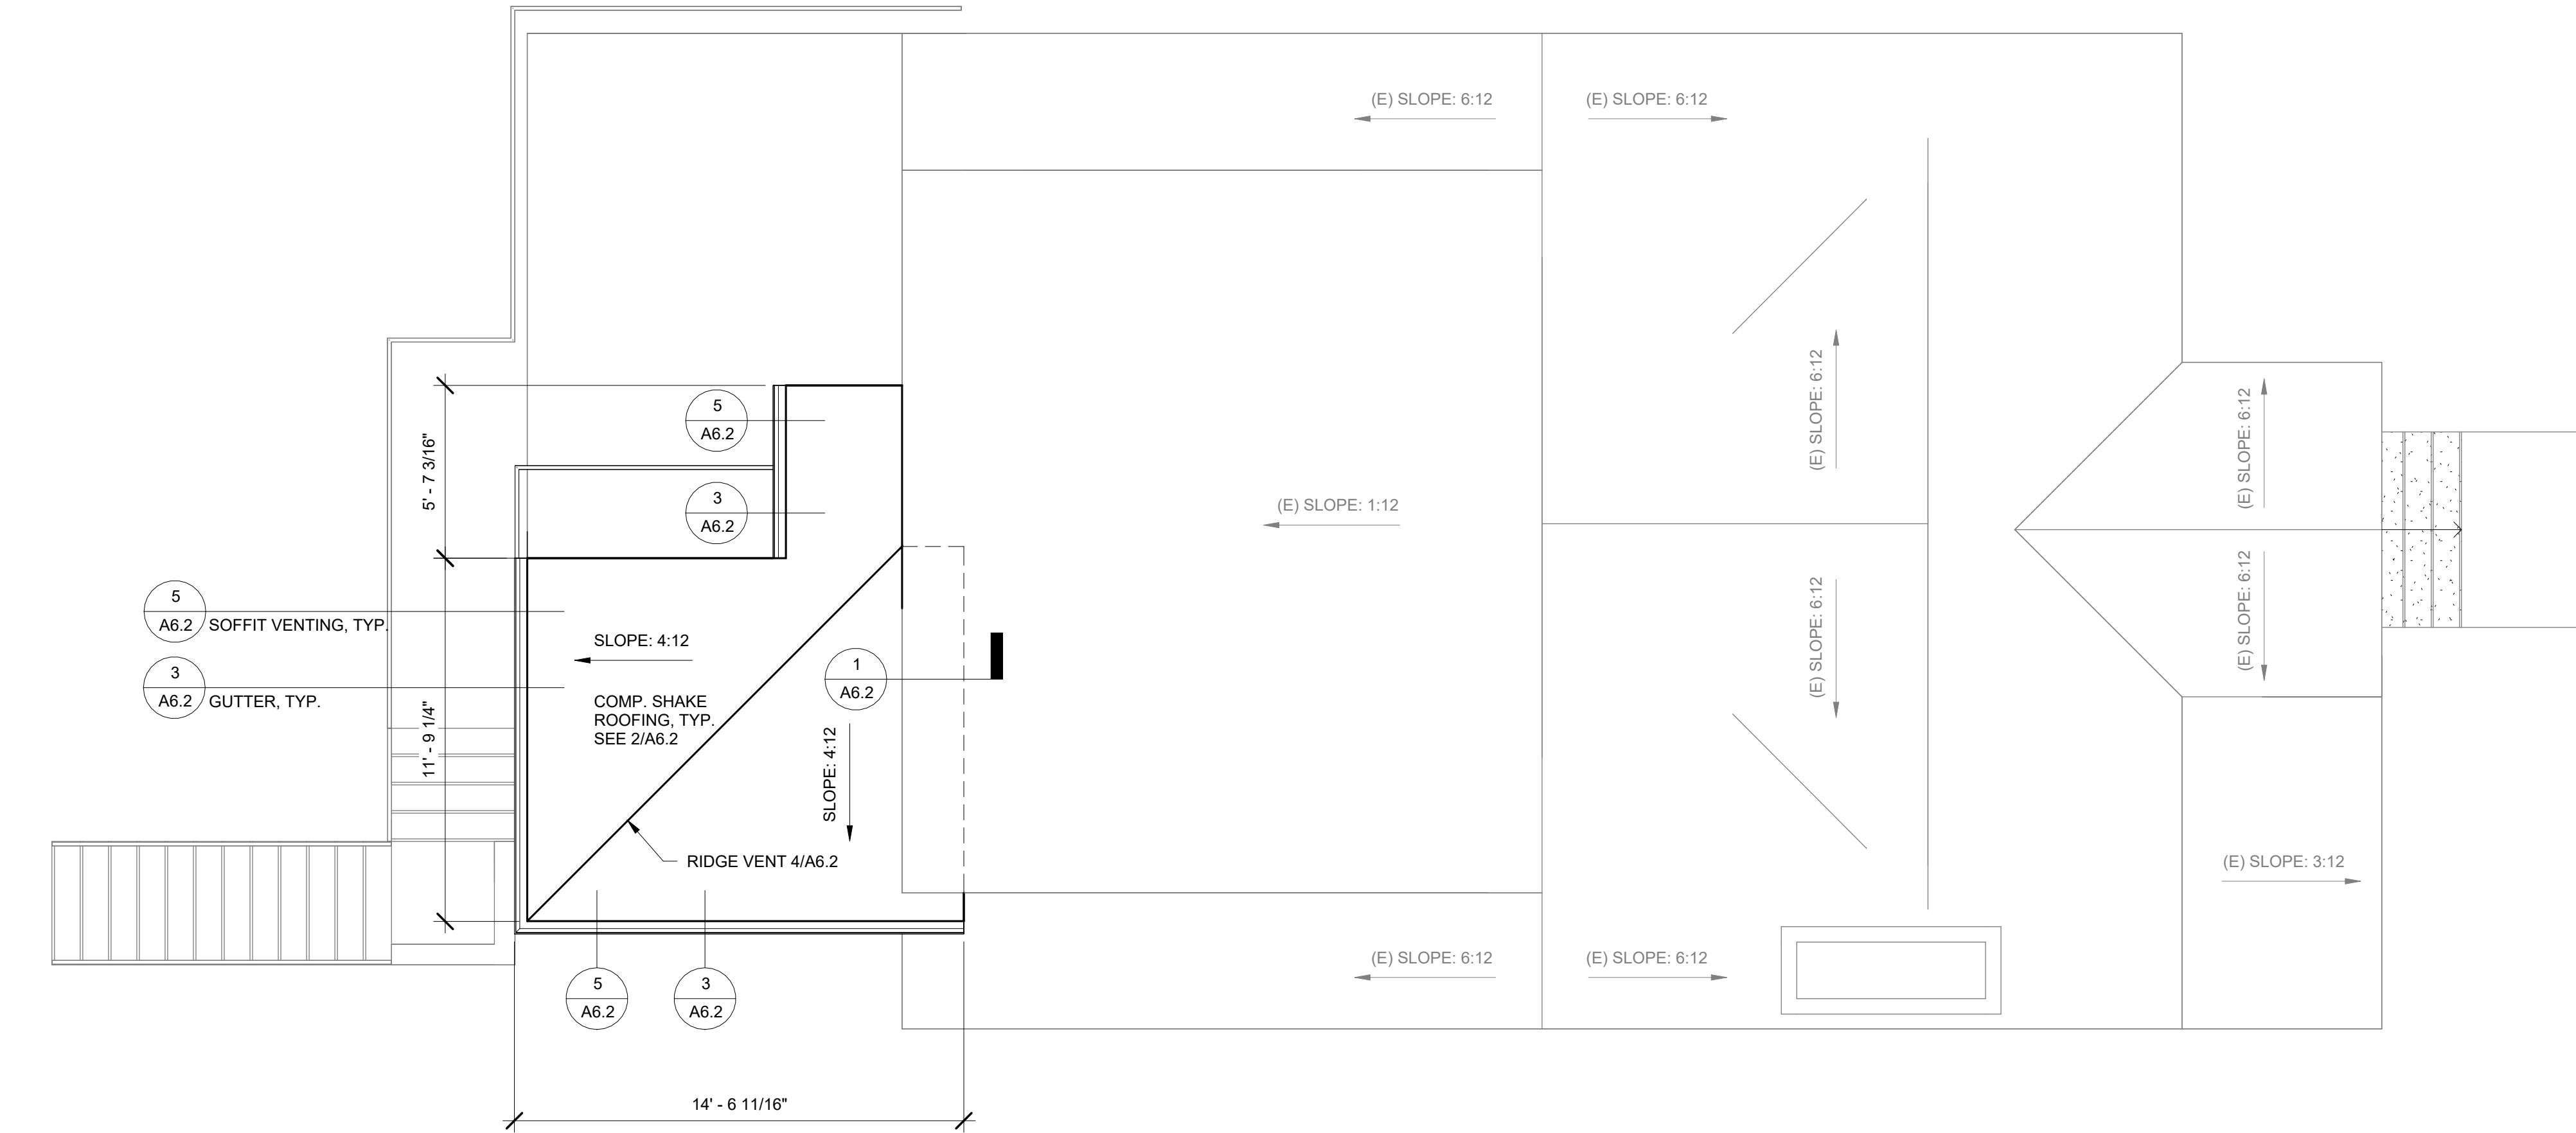 (E) SLOPE: 6:12
(E) SLOPE: 6:12
5
A6.2
5' - 7 3/16"
3
A6.2
(E) SLOPE: 1:12
(E) SLOPE: 6:12
(E) SLOPE: 6:12
5
A6.2 SOFFIT VENTING, TYP.
3
A6.2 GUTTER, TYP.
SLOPE: 4:12
COMP. SHAKE
ROOFING, TYP.
SEE 2/A6.2
1
A6.2
11' - 9 1/4"
SLOPE: 4:12
(E) SLOPE: 6:12
(E) SLOPE: 6:12
RIDGE VENT 4/A6.2
(E) SLOPE: 3:12
5
A6.2
3
A6.2
(E) SLOPE: 6:12
(E) SLOPE: 6:12
14' - 6 11/16"